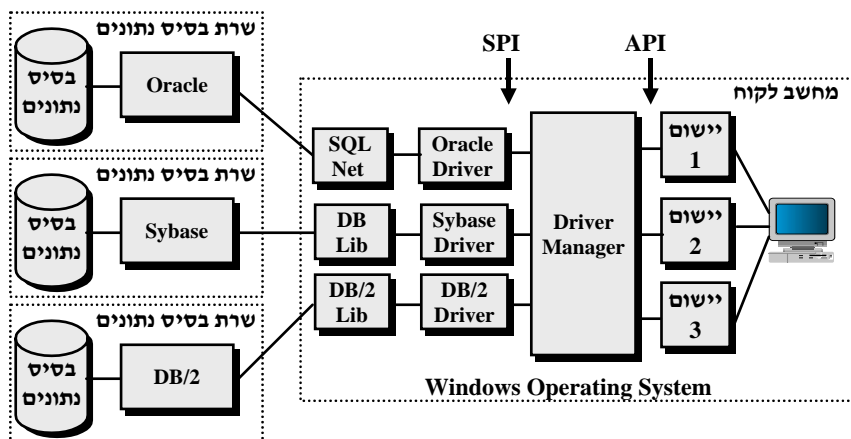 שרת בסיס נתונים
בסיס
נתונים
Oracle
שרת בסיס נתונים
בסיס
נתונים
Sybase
שרת בסיס נתונים
בסיס
נתונים
DB/2
SPI
API
מחשב לקוח
SQL
Net
Oracle
Driver
DB
Lib
Sybase
Driver
DB/2
Lib
DB/2
Driver
Driver
Manager
יישום
1
יישום
2
יישום
3
Windows Operating System